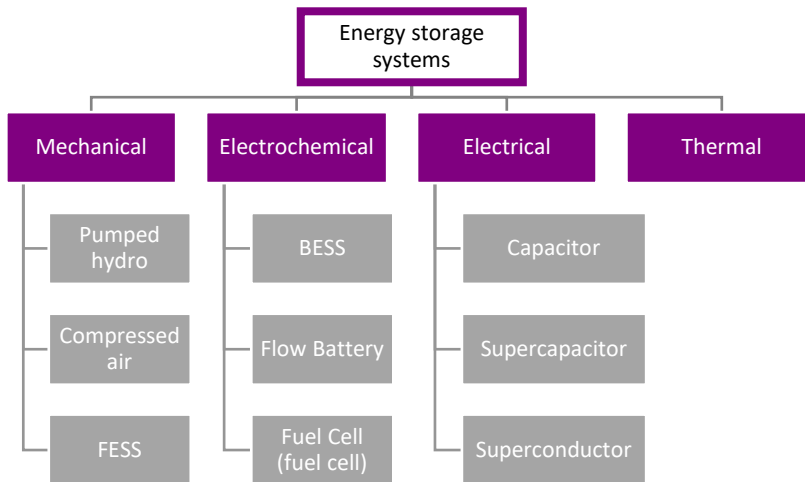 Energy storage
systems
Mechanical
Electrochemical
Electrical
Thermal
Pumped
hydro
BESS
Capacitor
Compressed
air
Flow Battery
Supercapacitor
FESS
Fuel Cell
(fuel cell)
Superconductor